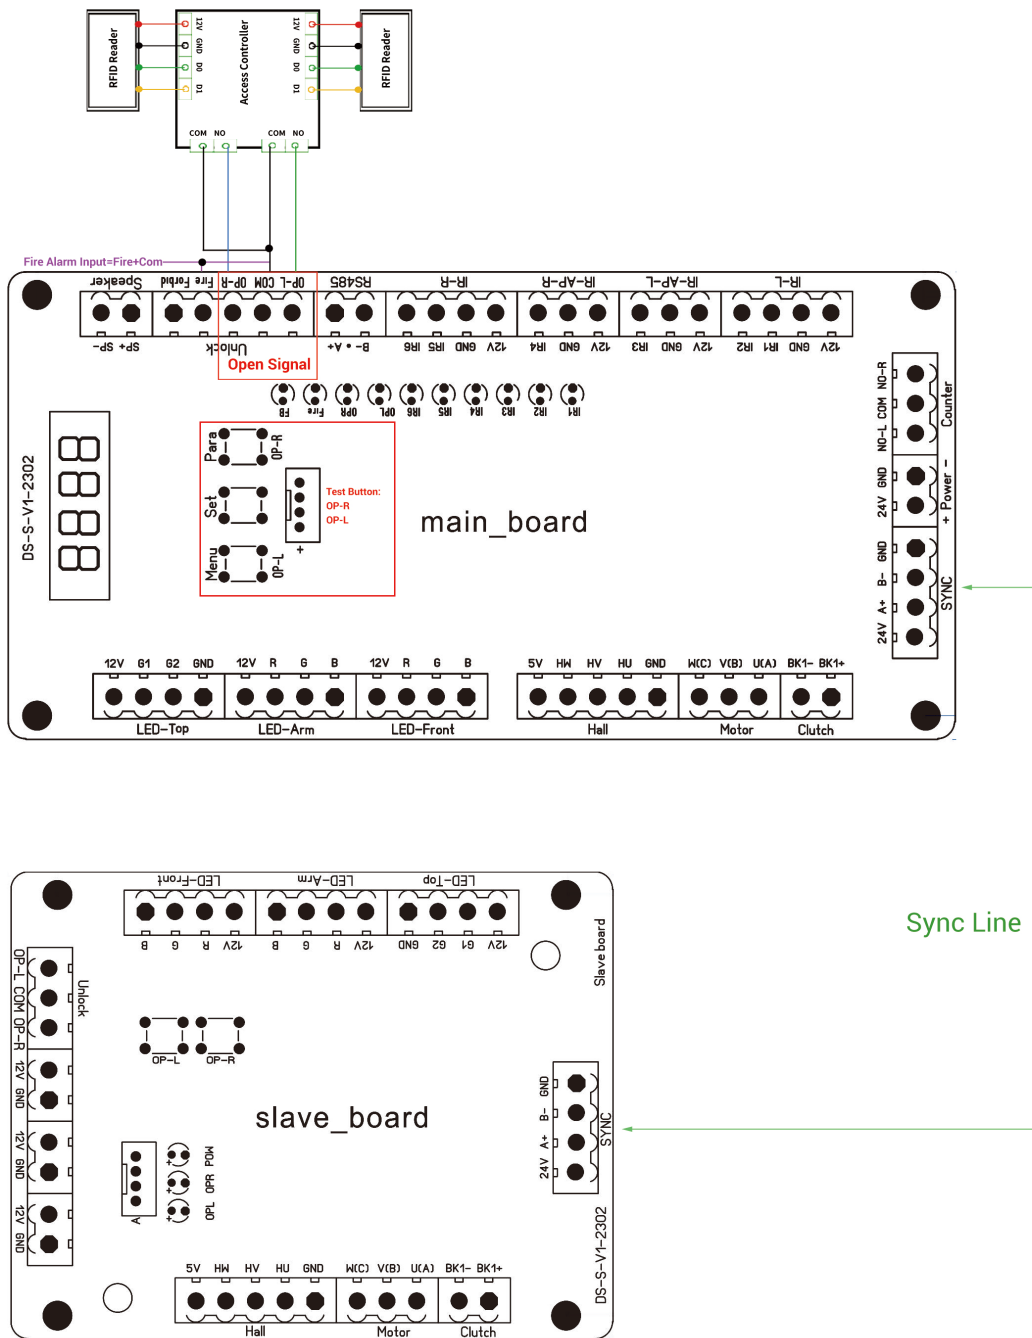 RFID Reader
12V
GND
D0
D1
Access Controller
12V
GND
D0
D1
RFID Reader
COM NO
COM NO
Fire Alarm Input=Fire+Com
Speaker
Forbid
Fire
OP-R
COM
OP-L
RS485
IR-R
IR-AP-R
IR-AP-L
IR-L
SP-
SP+
Unlock
A+
B-
IR6
IR5
GND
12V
IR4
GND
12V
IR3
GND
12V
IR2
IR1
GND
12V
Open Signal
FB
Fire
OPR
OPL
IR6
IR5
IR4
IR3
IR2
IR1
DS-S-V1-2302
Para
OP-R
Set
Menu
OP-L
+
Test Button:
OP-R
OP-L
main_board
NO-R
COM
NO-L
Counter
GND
24V
+ Power -
GND
B-
A+
24V
SYNC
12V G1 G2 GND
12V R G B
12V R G B
5V HW HV HU GND
W(C) V(B) U(A)
BK1- BK1+
LED-Top
LED-Arm
LED-Front
Hall
Motor
Clutch
LED-Front
LED-Arm
LED-Top
B
G
R
12V
B
G
R
12V
GND
G2
G1
12V
Slave board
Sync Line
OP-L
COM
OP-R
Unlock
12V
GND
12V
GND
12V
GND
OP-L
OP-R
slave_board
GND
B-
A+
24V
SYNC
A
+
POW
+
OPR
+
OPL
DS-S-V1-2302
5V HW HV HU GND
W(C) V(B) U(A)
BK1- BK1+
Hall
Motor
Clutch